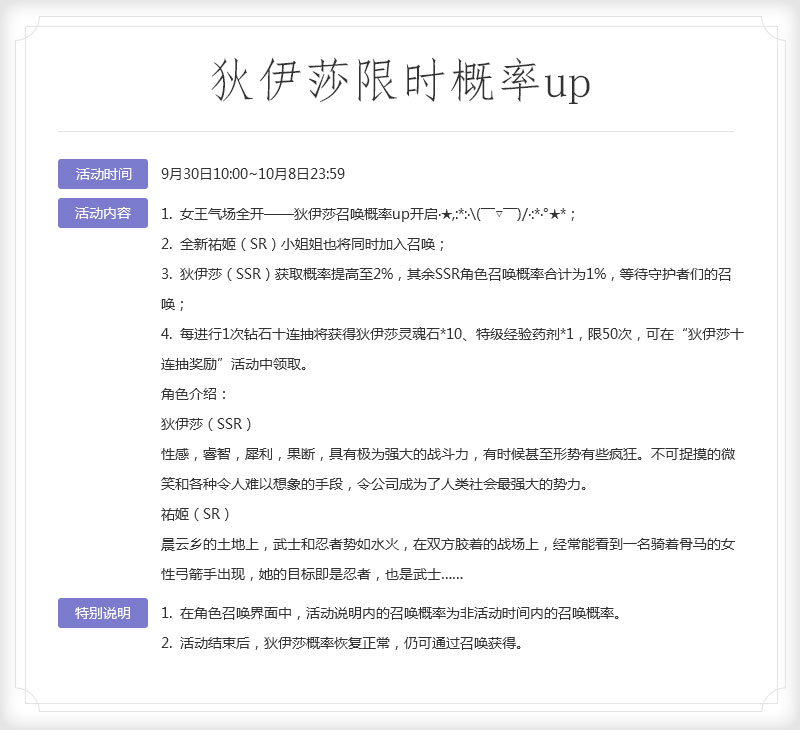 狄伊莎限时概率up
活动时间 9月30日10:00~10月8日23:59
活动内容 1. 女王气场全开——狄伊莎召唤概率up开启·★,:*:·\(￣▽￣)/·:*·°★*；
2. 全新祐姬（SR）小姐姐也将同时加入召唤；
3. 狄伊莎（SSR）获取概率提高至2%，其余SSR角色召唤概率合计为1%，等待守护者们的召
唤；
4. 每进行1次钻石十连抽将获得狄伊莎灵魂石*10、特级经验药剂*1，限50次，可在“狄伊莎十
连抽奖励”活动中领取。
角色介绍：
狄伊莎（SSR）
性感，睿智，犀利，果断，具有极为强大的战斗力，有时候甚至形势有些疯狂。不可捉摸的微
笑和各种令人难以想象的手段，令公司成为了人类社会最强大的势力。
祐姬（SR）
晨云乡的土地上，武士和忍者势如水火，在双方胶着的战场上，经常能看到一名骑着骨马的女
性弓箭手出现，她的目标即是忍者，也是武士……
特别说明 1. 在角色召唤界面中，活动说明内的召唤概率为非活动时间内的召唤概率。
2. 活动结束后，狄伊莎概率恢复正常，仍可通过召唤获得。